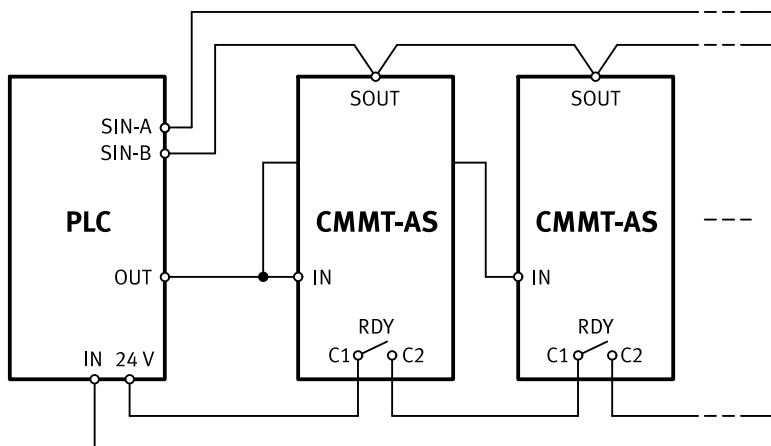 SOUT
SOUT
SIN-A
SIN-B
PLC
CMMT-AS
CMMT-AS
OUT
IN
IN
RDY
RDY
C1
C2
C1
C2
IN
24 V